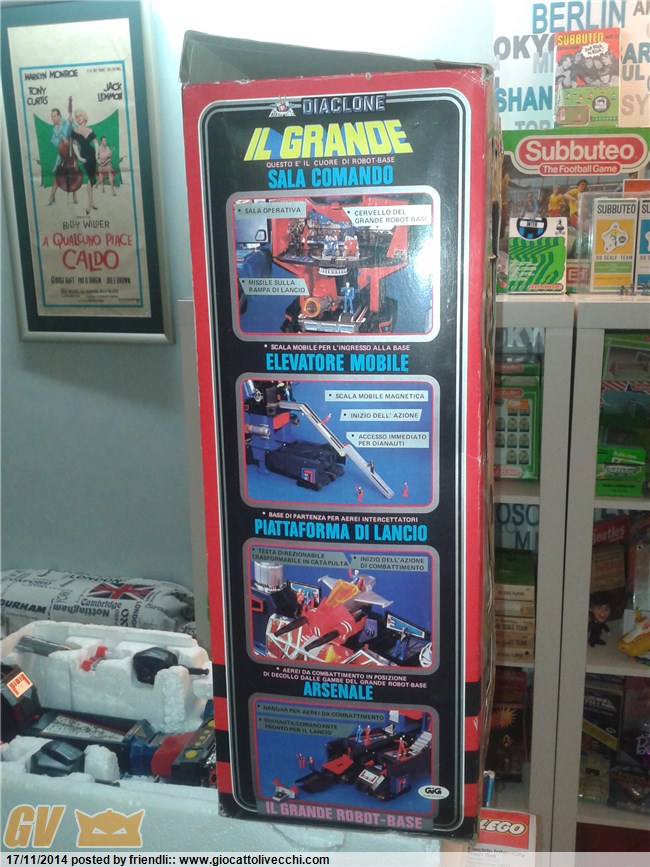 MARILYN MONROE
TONY CURTIS
JACK LEMMON
BILLY WILDER
A QUALCUNO PIACE
CALDO
DIACLONE
IL GRANDE
QUESTO E' IL CUORE DI ROBOT-BASE
SALA COMANDO
• SALA OPERATIVA
• CERVELLO DEL
GRANDE ROBOT-BASE
• MISSILE SULLA
RAMPA DI LANCIO
• SCALA MOBILE PER L'INGRESSO ALLA BASE
ELEVATORE MOBILE
• SCALA MOBILE MAGNETICA
• INIZIO DELL' AZIONE
• ACCESSO IMMEDIATO
PER DIANAUTI
• BASE DI PARTENZA PER AEREI INTERCETTATORI
PIATTAFORMA DI LANCIO
• TESTA DIREZIONABILE
TRASFORMABILE IN CATAPULTA
• INIZIO DELL'AZIONE
DI COMBATTIMENTO
• AEREI DA COMBATTIMENTO IN POSIZIONE
DI DECOLLO DALLE GAMBE DEL GRANDE ROBOT-BASE
ARSENALE
• HANGAR PER AEREI DA COMBATTIMENTO
PRONTO PER IL LANCIO
GiG
IL GRANDE ROBOT-BASE
BERLIN
SUBBUTEO
SHAN
Subbuteo
The Football Game
SUBBUTEO
DURHAM
Nottingham
Cambridge
Beatles
LEGO
GV
17/11/2014 posted by friendli:: www.giocattolivecchi.com